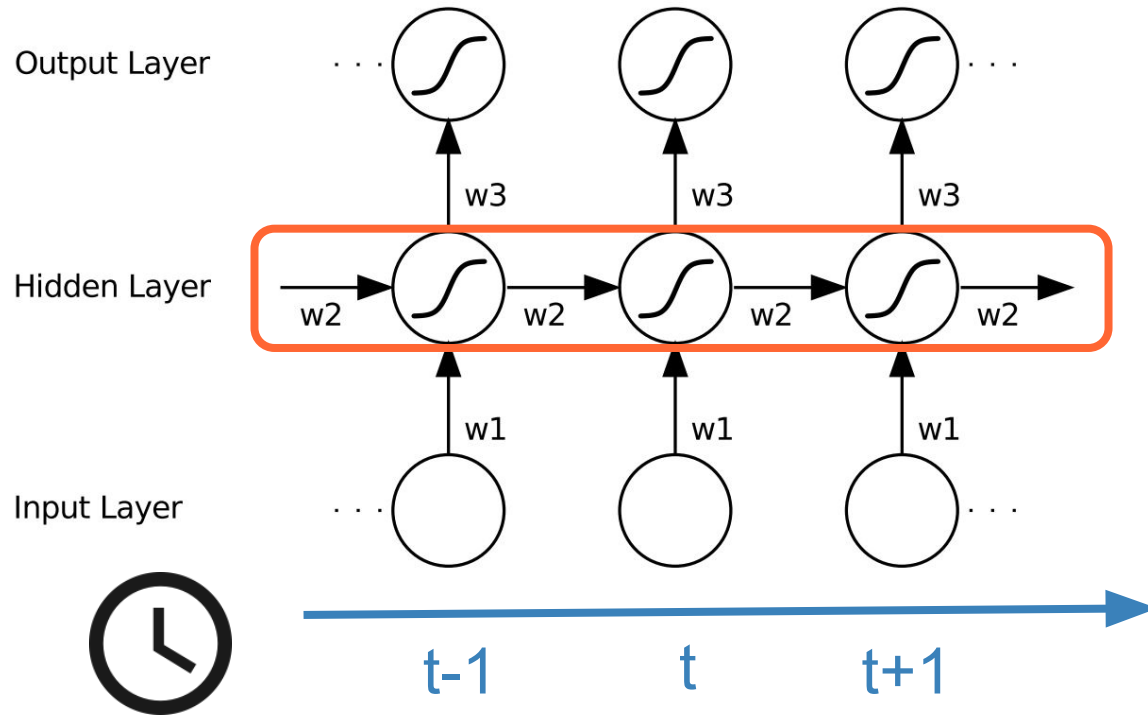 Output Layer · · · · · ·
w3 w3 w3
Hidden Layer
w2 w2 w2 w2
w1 w1 w1
Input Layer · · · · · ·
t-1 t t+1